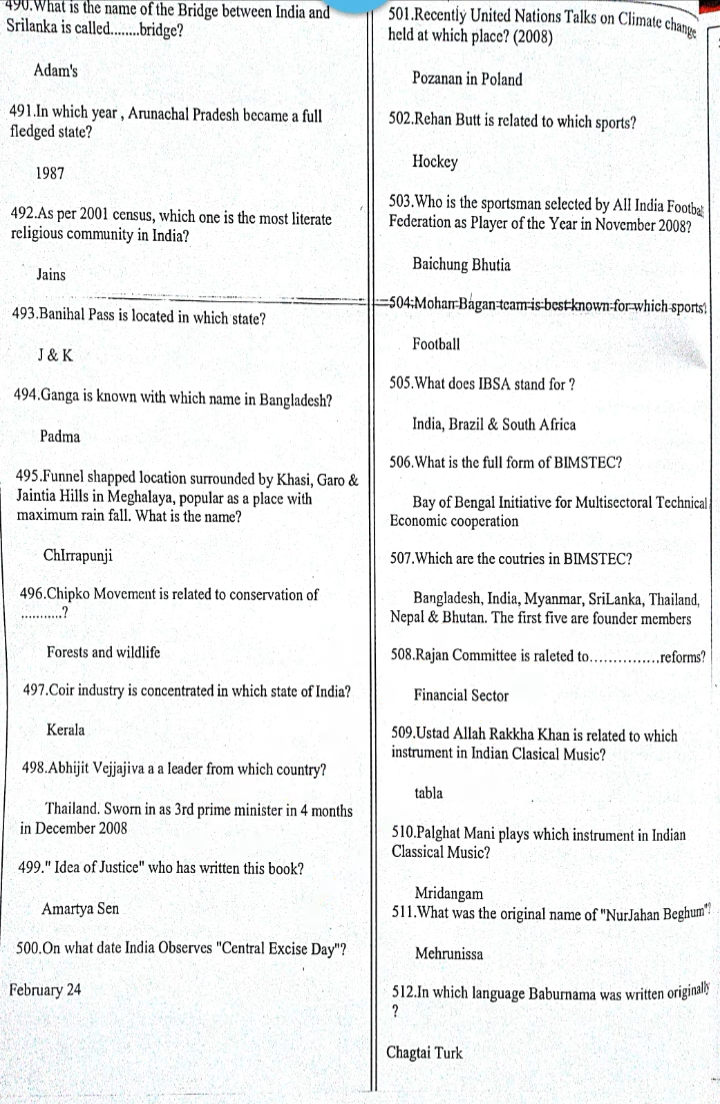 490.What is the name of the Bridge between India and
Srilanka is called........bridge?
Adam's
491.In which year , Arunachal Pradesh became a full
fledged state?
1987
492.As per 2001 census, which one is the most literate
religious community in India?
Jains
493.Banihal Pass is located in which state?
J & K
494.Ganga is known with which name in Bangladesh?
Padma
495.Funnel shapped location surrounded by Khasi, Garo &
Jaintia Hills in Meghalaya, popular as a place with
maximum rain fall. What is the name?
ChIrrapunji
496.Chipko Movement is related to conservation of
...........?
Forests and wildlife
497.Coir industry is concentrated in which state of India?
Kerala
498.Abhijit Vejjajiva a a leader from which country?
Thailand. Sworn in as 3rd prime minister in 4 months
in December 2008
499." Idea of Justice" who has written this book?
Amartya Sen
500.On what date India Observes "Central Excise Day"?
February 24
501.Recently United Nations Talks on Climate change
held at which place? (2008)
Pozanan in Poland
502.Rehan Butt is related to which sports?
Hockey
503.Who is the sportsman selected by All India Footbal
Federation as Player of the Year in November 2008?
Baichung Bhutia
504.Mohan Bagan team is best known for which sports?
Football
505.What does IBSA stand for ?
India, Brazil & South Africa
506.What is the full form of BIMSTEC?
Bay of Bengal Initiative for Multisectoral Technical
Economic cooperation
507.Which are the coutries in BIMSTEC?
Bangladesh, India, Myanmar, SriLanka, Thailand,
Nepal & Bhutan. The first five are founder members
508.Rajan Committee is raleted to...............reforms?
Financial Sector
509.Ustad Allah Rakkha Khan is related to which
instrument in Indian Clasical Music?
tabla
510.Palghat Mani plays which instrument in Indian
Classical Music?
Mridangam
511.What was the original name of "NurJahan Beghum"?
Mehrunissa
512.In which language Baburnama was written originally
?
Chagtai Turk